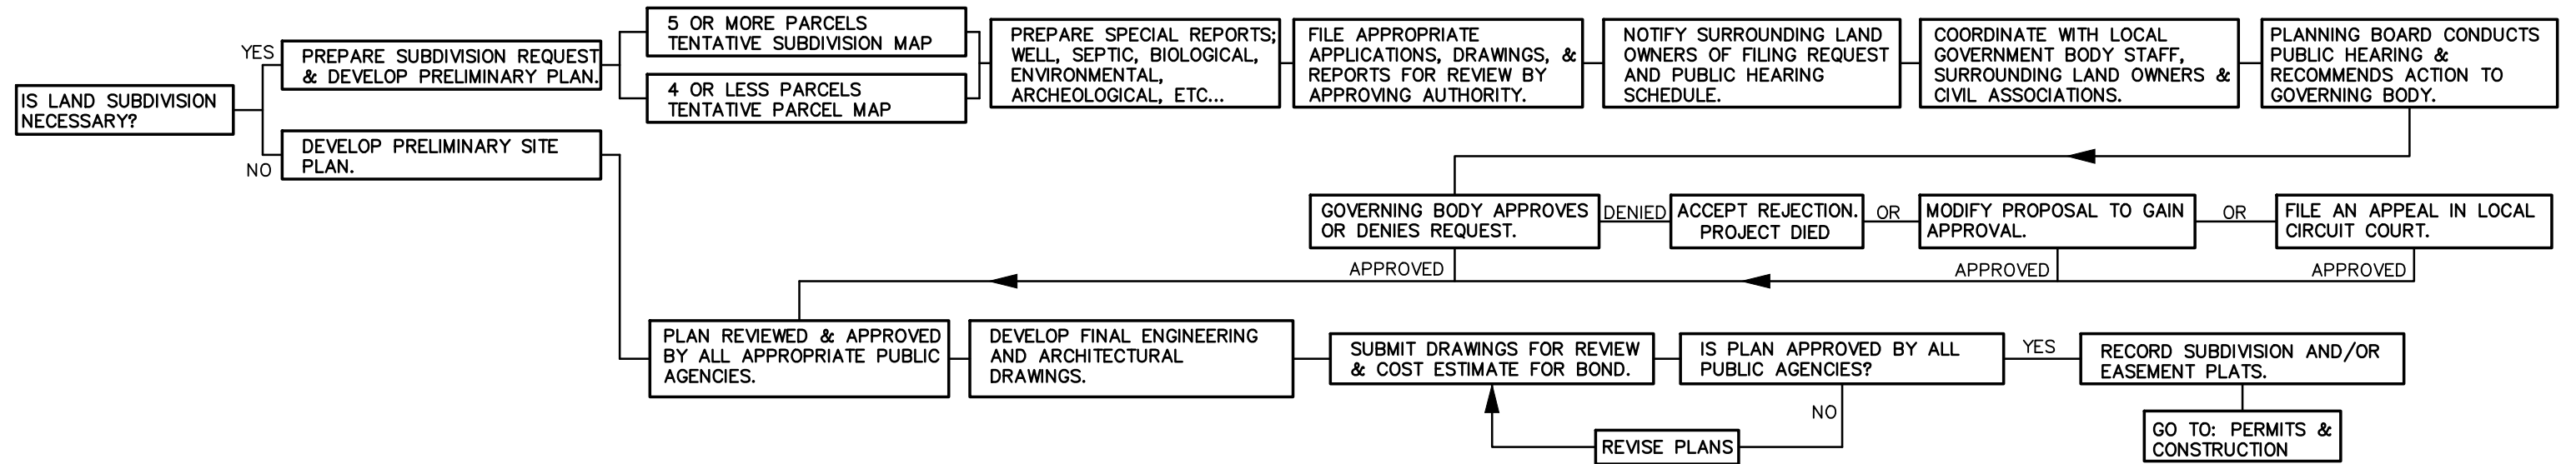 IS LAND SUBDIVISION
NECESSARY?
YES
NO
PREPARE SUBDIVISION REQUEST
& DEVELOP PRELIMINARY PLAN.
DEVELOP PRELIMINARY SITE
PLAN.
5 OR MORE PARCELS
TENTATIVE SUBDIVISION MAP
4 OR LESS PARCELS
TENTATIVE PARCEL MAP
PREPARE SPECIAL REPORTS;
WELL, SEPTIC, BIOLOGICAL,
ENVIRONMENTAL,
ARCHEOLOGICAL, ETC...
FILE APPROPRIATE
APPLICATIONS, DRAWINGS, &
REPORTS FOR REVIEW BY
APPROVING AUTHORITY.
NOTIFY SURROUNDING LAND
OWNERS OF FILING REQUEST
AND PUBLIC HEARING
SCHEDULE.
COORDINATE WITH LOCAL
GOVERNMENT BODY STAFF,
SURROUNDING LAND OWNERS &
CIVIL ASSOCIATIONS.
PLANNING BOARD CONDUCTS
PUBLIC HEARING &
RECOMMENDS ACTION TO
GOVERNING BODY.
GOVERNING BODY APPROVES
OR DENIES REQUEST.
DENIED
ACCEPT REJECTION.
PROJECT DIED
OR
MODIFY PROPOSAL TO GAIN
APPROVAL.
OR
FILE AN APPEAL IN LOCAL
CIRCUIT COURT.
APPROVED
APPROVED
APPROVED
PLAN REVIEWED & APPROVED
BY ALL APPROPRIATE PUBLIC
AGENCIES.
DEVELOP FINAL ENGINEERING
AND ARCHITECTURAL
DRAWINGS.
SUBMIT DRAWINGS FOR REVIEW
& COST ESTIMATE FOR BOND.
IS PLAN APPROVED BY ALL
PUBLIC AGENCIES?
YES
RECORD SUBDIVISION AND/OR
EASEMENT PLATS.
NO
REVISE PLANS
GO TO: PERMITS &
CONSTRUCTION